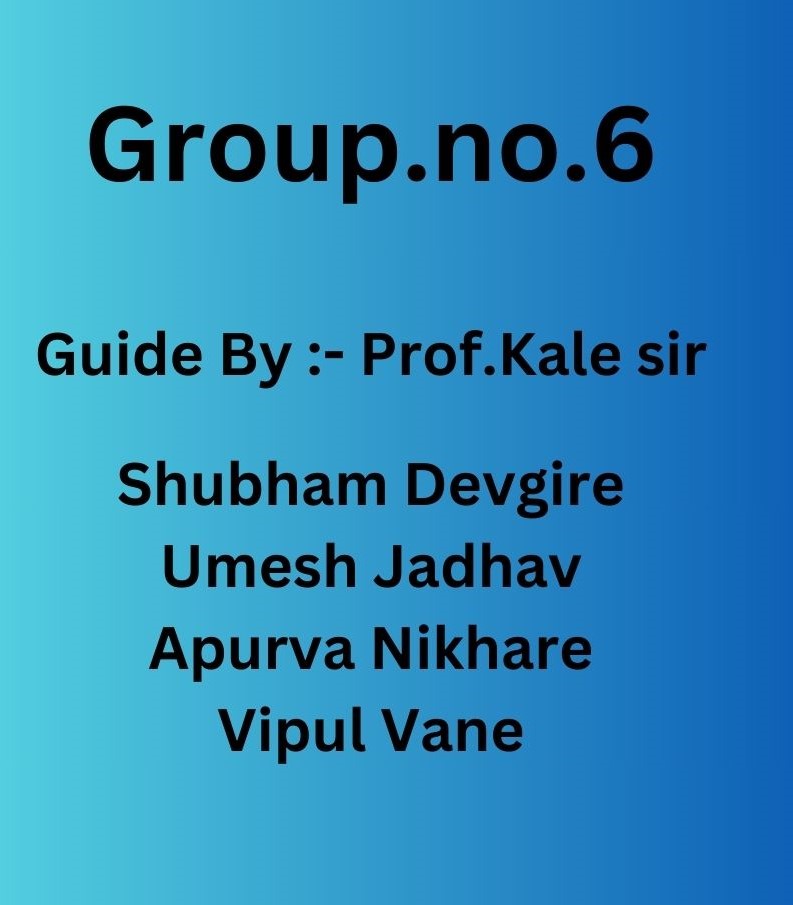 Group.no.6
Guide By :- Prof.Kale sir
Shubham Devgire
Umesh Jadhav
Apurva Nikhare
Vipul Vane